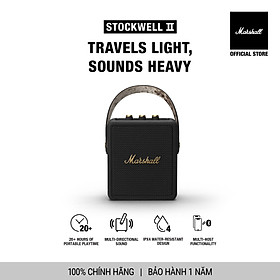 STOCKWELL II
Marshall
OFFICIAL STORE
TRAVELS LIGHT,
SOUNDS HEAVY
Marshall
20+
20+ HOURS OF
PORTABLE PLAYTIME
MULTI-DIRECTIONAL
SOUND
4
IPX4 WATER-RESISTANT
DESIGN
MULTI-HOST
FUNCTIONALITY
100% CHÍNH HÃNG | BẢO HÀNH 1 NĂM